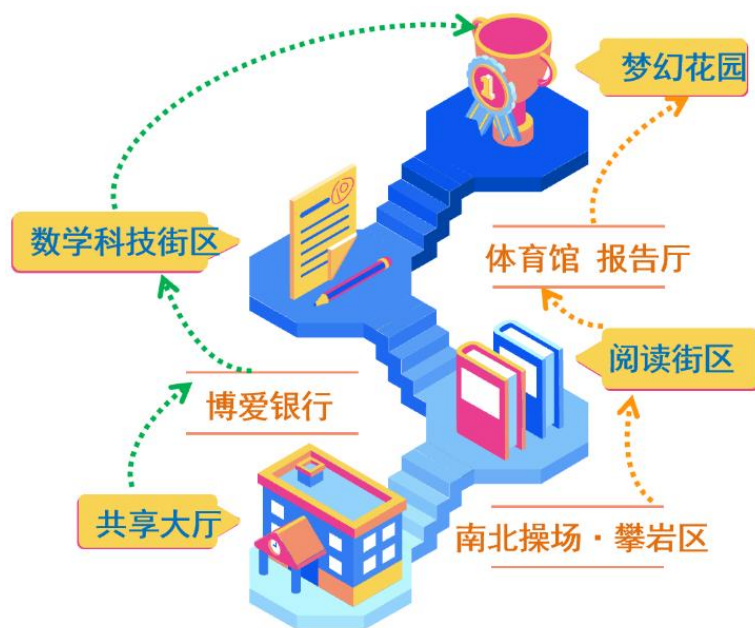 梦幻花园
数学科技街区
体育馆 报告厅
阅读街区
博爱银行
共享大厅
南北操场·攀岩区
1